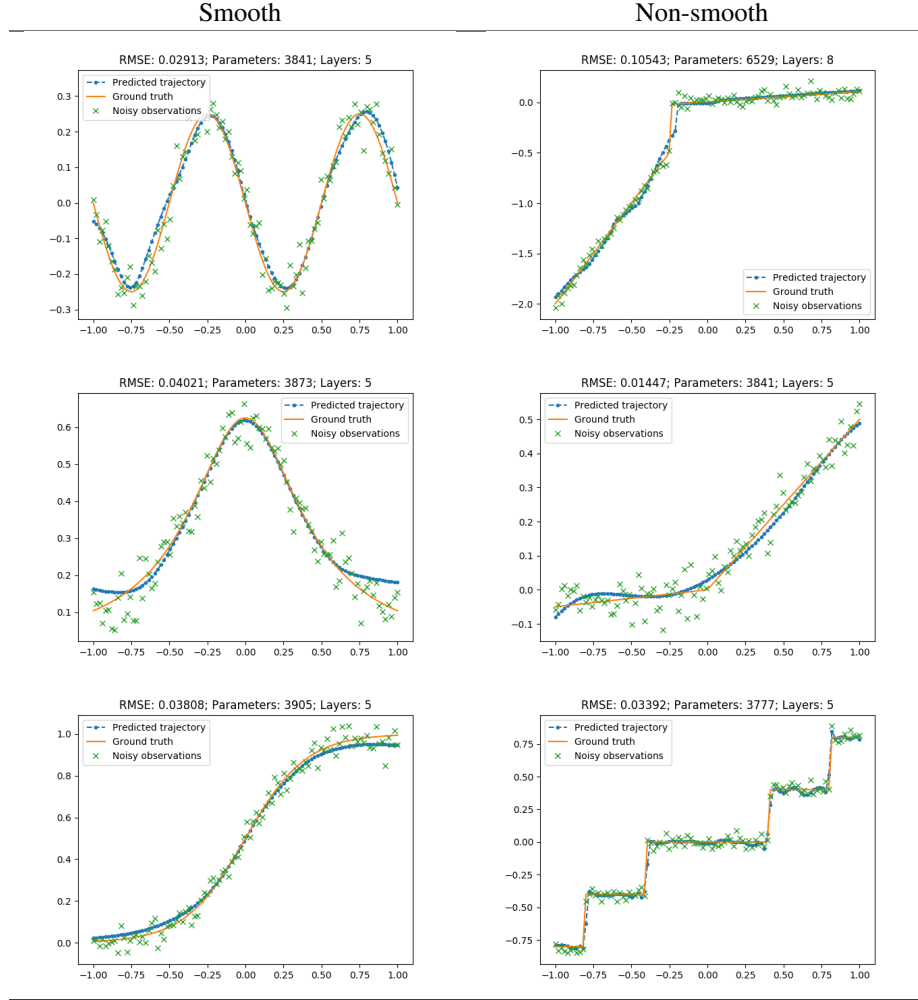 Smooth
Non-smooth
RMSE: 0.02913; Parameters: 3841; Layers: 5
Predicted trajectory
Ground truth
Noisy observations
0.3
0.2
0.1
0.0
−0.1
−0.2
−0.3
−1.00 −0.75 −0.50 −0.25 0.00 0.25 0.50 0.75 1.00
RMSE: 0.10543; Parameters: 6529; Layers: 8
0.0
−0.5
−1.0
−1.5
−2.0
Predicted trajectory
Ground truth
Noisy observations
−1.00 −0.75 −0.50 −0.25 0.00 0.25 0.50 0.75 1.00
RMSE: 0.04021; Parameters: 3873; Layers: 5
Predicted trajectory
Ground truth
Noisy observations
0.6
0.5
0.4
0.3
0.2
0.1
−1.00 −0.75 −0.50 −0.25 0.00 0.25 0.50 0.75 1.00
RMSE: 0.01447; Parameters: 3841; Layers: 5
Predicted trajectory
Ground truth
Noisy observations
0.5
0.4
0.3
0.2
0.1
0.0
−0.1
−1.00 −0.75 −0.50 −0.25 0.00 0.25 0.50 0.75 1.00
RMSE: 0.03808; Parameters: 3905; Layers: 5
Predicted trajectory
Ground truth
Noisy observations
1.0
0.8
0.6
0.4
0.2
0.0
−1.00 −0.75 −0.50 −0.25 0.00 0.25 0.50 0.75 1.00
RMSE: 0.03392; Parameters: 3777; Layers: 5
Predicted trajectory
Ground truth
Noisy observations
0.75
0.50
0.25
0.00
−0.25
−0.50
−0.75
−1.00 −0.75 −0.50 −0.25 0.00 0.25 0.50 0.75 1.00